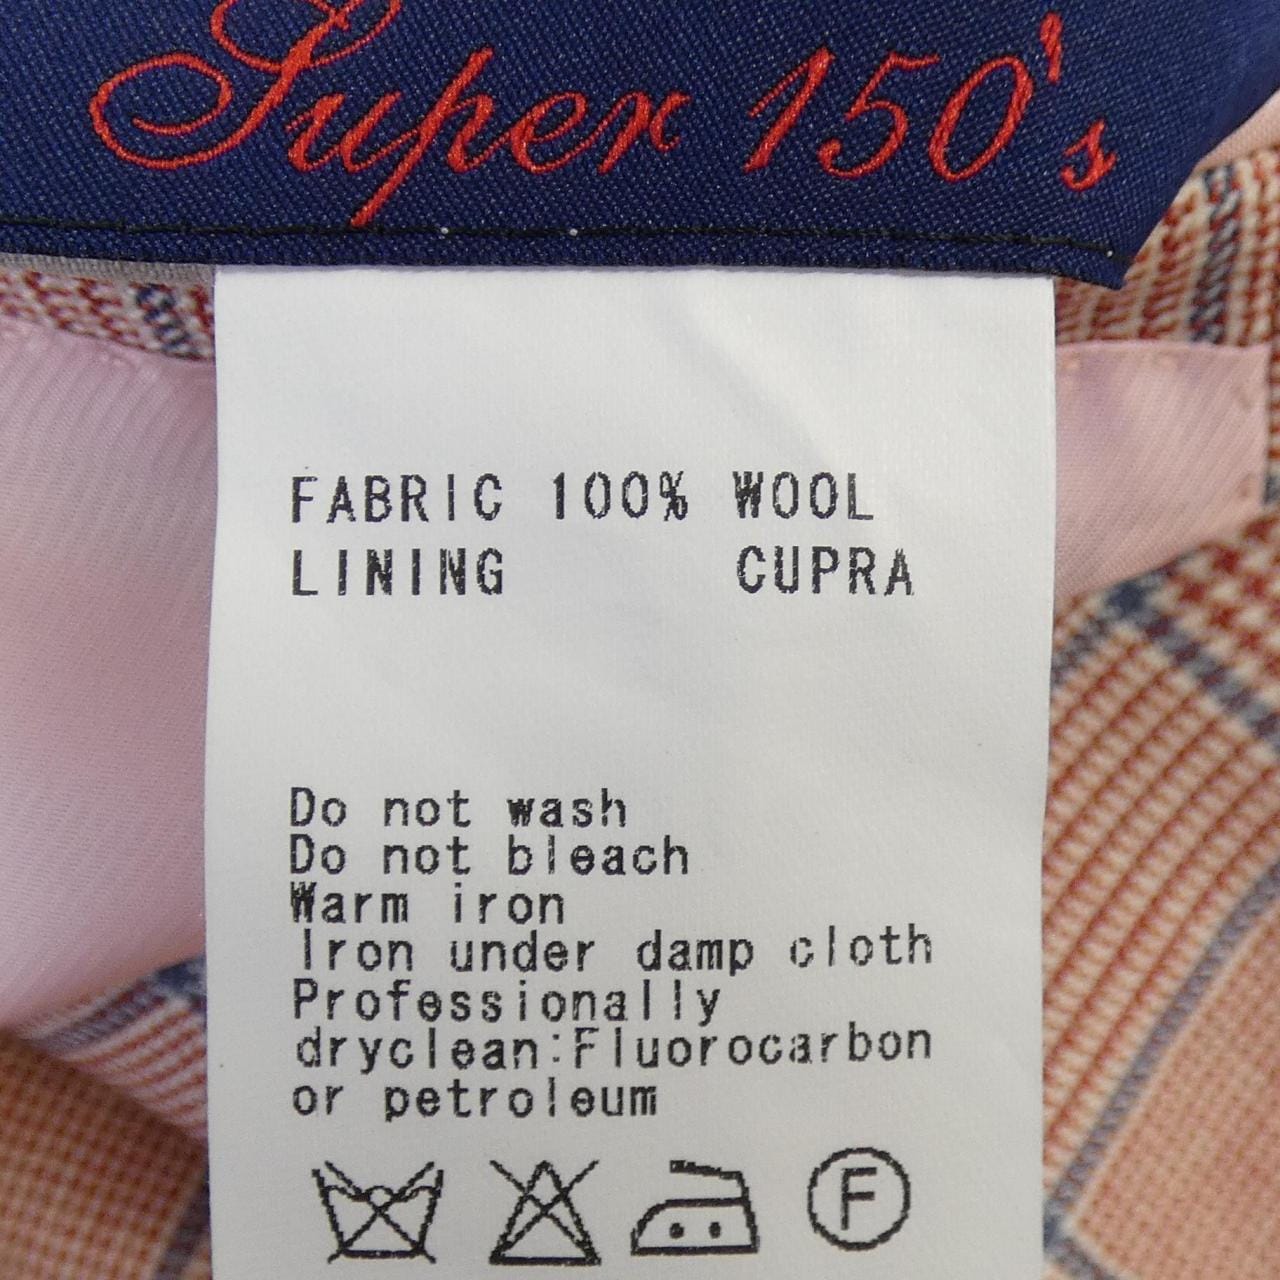 Super 150's
FABRIC 100% WOOL
LINING CUPRA
Do not wash
Do not bleach
Warm iron
Iron under damp cloth
Professionally
dryclean:Fluorocarbon
or petroleum
F